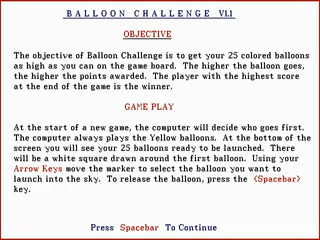 BALLOON CHALLENGE V1.1
OBJECTIVE
The objective of Balloon Challenge is to get your 25 colored balloons
as high as you can on the game board. The higher the balloon goes,
the higher the points awarded. The player with the highest score
at the end of the game is the winner.
GAME PLAY
At the start of a new game, the computer will decide who goes first.
The computer always plays the Yellow balloons. At the bottom of the
screen you will see your 25 balloons ready to be launched. There
will be a white square drawn around the first balloon. Using your
Arrow Keys move the marker to select the balloon you want to
launch into the sky. To release the balloon, press the <Spacebar>
key.
Press Spacebar To Continue